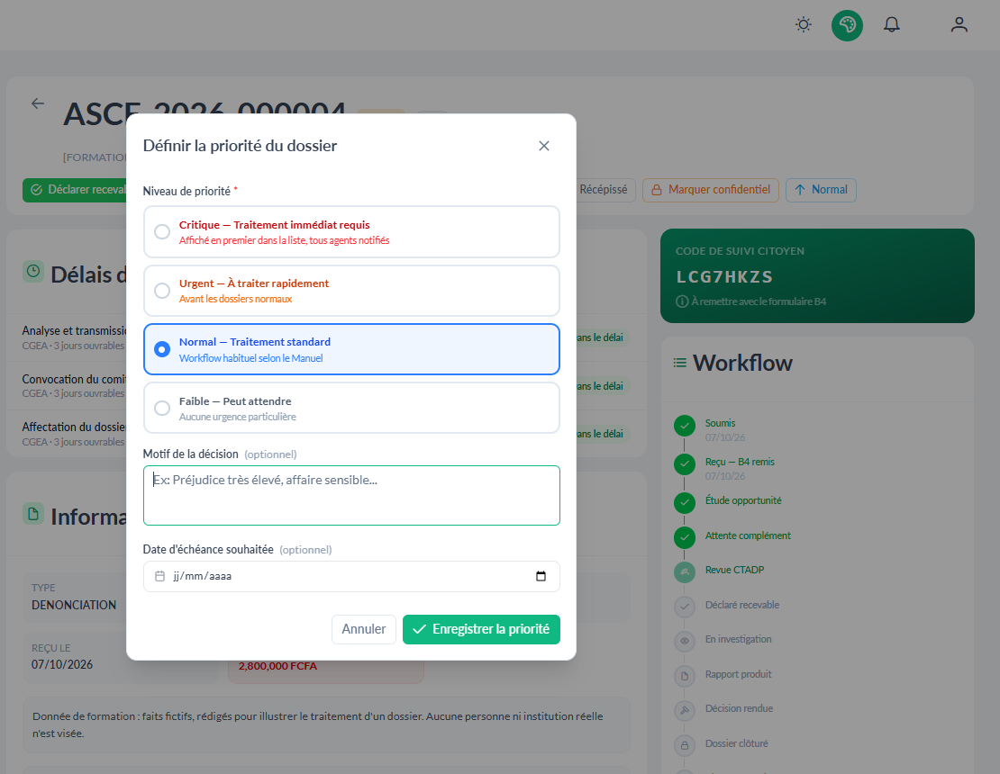 ASCE-2026-000004
[FORMATION
Déclarer receval
Récépissé
Marquer confidentiel
Normal
Définir la priorité du dossier
Niveau de priorité *
Critique — Traitement immédiat requis
Affiché en premier dans la liste, tous agents notifiés
Urgent — À traiter rapidement
Avant les dossiers normaux
Normal — Traitement standard
Workflow habituel selon le Manuel
Faible — Peut attendre
Aucune urgence particulière
Motif de la décision (optionnel)
Ex: Préjudice très élevé, affaire sensible...
Date d'échéance souhaitée (optionnel)
jj/mm/aaaa
Annuler
Enregistrer la priorité
Délais d
Analyse et transmissio
CGEA · 3 jours ouvrables
ans le délai
Convocation du comit
CGEA · 3 jours ouvrables
ans le délai
Affectation du dossier
CGEA · 3 jours ouvrables
ans le délai
Informa
TYPE
DENONCIATION
REÇU LE
07/10/2026
2,800,000 FCFA
Donnée de formation : faits fictifs, rédigés pour illustrer le traitement d'un dossier. Aucune personne ni institution réelle
n'est visée.
CODE DE SUIVI CITOYEN
LCG7HKZS
À remettre avec le formulaire B4
Workflow
Soumis
07/10/26
Reçu — B4 remis
07/10/26
Étude opportunité
Attente complément
Revue CTADP
Déclaré recevable
En investigation
Rapport produit
Décision rendue
Dossier clôturé